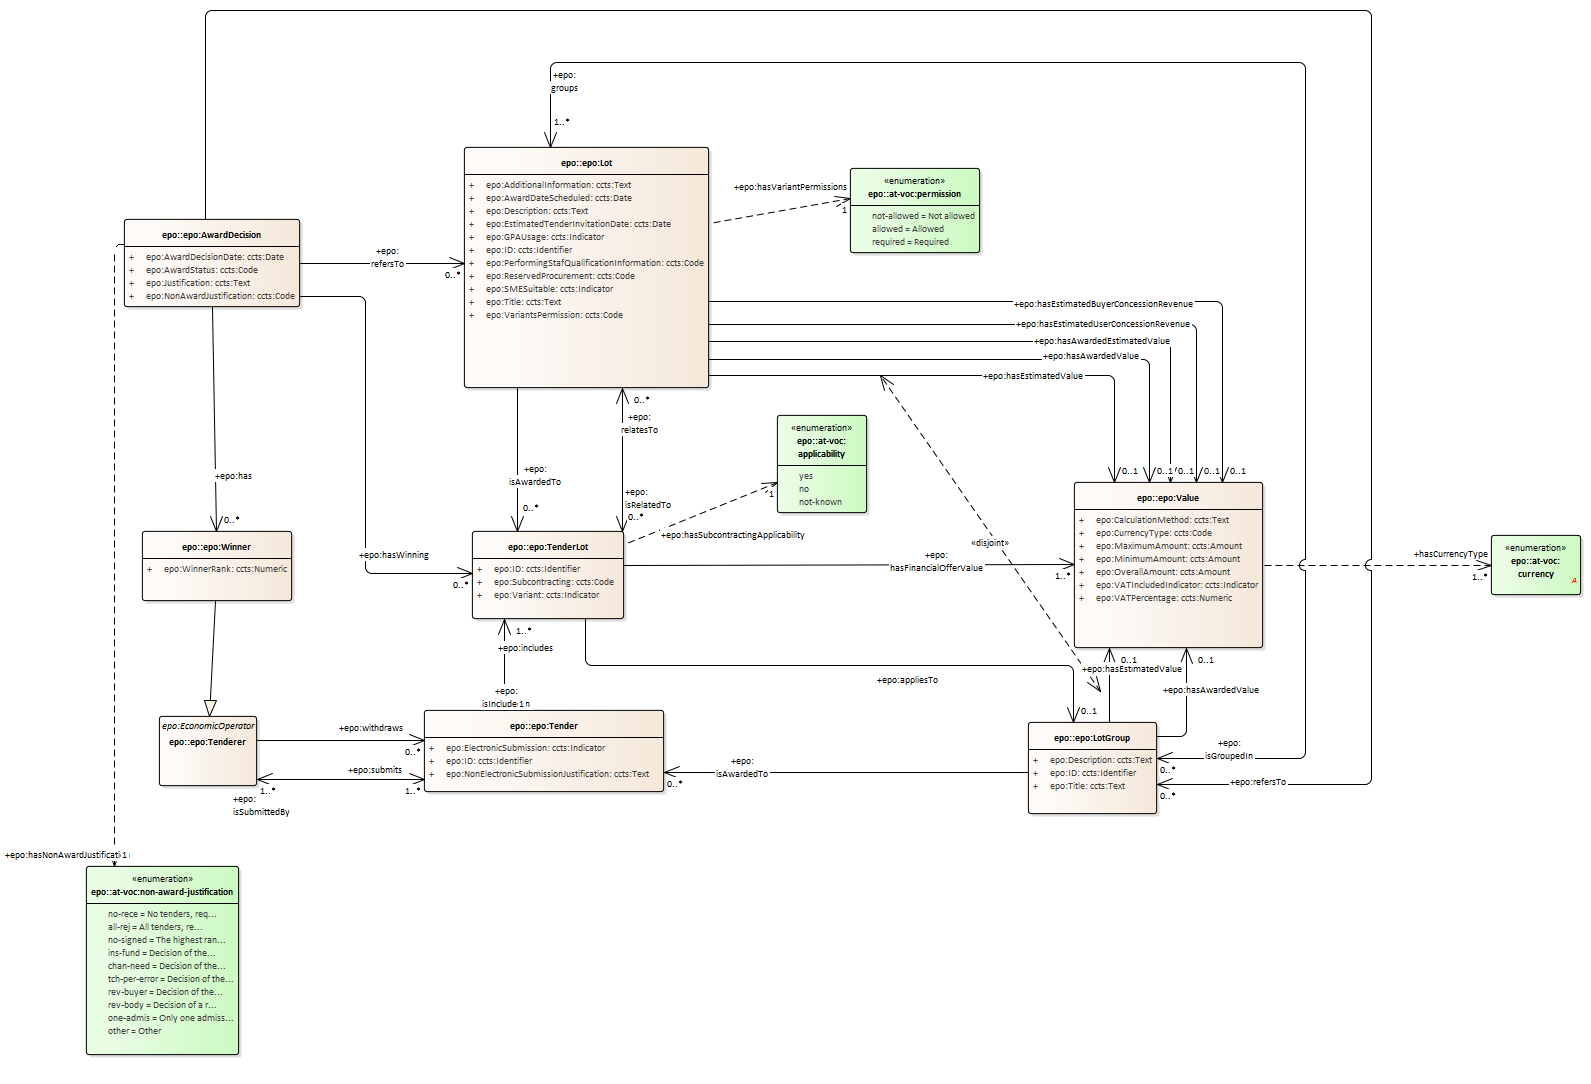 +epo:
groups
1..*
epo::epo:Lot
+ epo:AdditionalInformation: ccts:Text
+ epo:AwardDateScheduled: ccts:Date
+ epo:Description: ccts:Text
+ epo:EstimatedTenderInvitationDate: ccts:Date
+ epo:GPAUsage: ccts:Indicator
+ epo:ID: ccts:Identifier
+ epo:PerformingStafQualificationInformation: ccts:Code
+ epo:ReservedProcurement: ccts:Code
+ epo:SMESuitable: ccts:Indicator
+ epo:Title: ccts:Text
+ epo:VariantsPermission: ccts:Code
+epo:hasVariantPermissions
1
«enumeration»
epo::at-voc:permission
not-allowed = Not allowed
allowed = Allowed
required = Required
epo::epo:AwardDecision
+ epo:AwardDecisionDate: ccts:Date
+ epo:AwardStatus: ccts:Code
+ epo:Justification: ccts:Text
+ epo:NonAwardJustification: ccts:Code
+epo:
refersTo
0..*
+epo:hasEstimatedBuyerConcessionRevenue
+epo:hasEstimatedUserConcessionRevenue
+epo:hasAwardedEstimatedValue
+epo:hasAwardedValue
+epo:hasEstimatedValue
0..*
+epo:
relatesTo
«enumeration»
epo::at-voc:
applicability
yes
no
not-known
+epo:
isAwardedTo
0..*
+epo:
isRelatedTo
0..*
1
+epo:hasSubcontractingApplicability
0..1 0..1 0..1 0..1 0..1
+epo:has
0..*
epo::epo:Winner
+ epo:WinnerRank: ccts:Numeric
+epo:hasWinning
0..*
epo::epo:TenderLot
+ epo:ID: ccts:Identifier
+ epo:Subcontracting: ccts:Code
+ epo:Variant: ccts:Indicator
+epo:
hasFinancialOfferValue
1..*
«disjoint»
epo::epo:Value
+ epo:CalculationMethod: ccts:Text
+ epo:CurrencyType: ccts:Code
+ epo:MaximumAmount: ccts:Amount
+ epo:MinimumAmount: ccts:Amount
+ epo:OverallAmount: ccts:Amount
+ epo:VATIncludedIndicator: ccts:Indicator
+ epo:VATPercentage: ccts:Numeric
+epo:hasCurrencyType
1..*
«enumeration»
epo::at-voc:
currency
A
1..*
+epo:includes
+epo:
isInclude 1 n
+epo:appliesTo
0..1
0..1
+epo:hasEstimatedValue
0..1
+epo:hasAwardedValue
epo:EconomicOperator
epo::epo:Tenderer
+epo:withdraws
0..*
+epo:submits
1..*
1..*
+epo:
isSubmittedBy
epo::epo:Tender
+ epo:ElectronicSubmission: ccts:Indicator
+ epo:ID: ccts:Identifier
+ epo:NonElectronicSubmissionJustification: ccts:Text
+epo:
isAwardedTo
0..*
epo::epo:LotGroup
+ epo:Description: ccts:Text
+ epo:ID: ccts:Identifier
+ epo:Title: ccts:Text
+epo:
isGroupedIn
0..*
+epo:refersTo
0..*
+epo:hasNonAwardJustificati 1
«enumeration»
epo::at-voc:non-award-justification
no-rece = No tenders, req...
all-rej = All tenders, re...
no-signed = The highest ran...
ins-fund = Decision of the...
chan-need = Decision of the...
tch-per-error = Decision of the...
rev-buyer = Decision of the...
rev-body = Decision of a r...
one-admis = Only one admiss...
other = Other